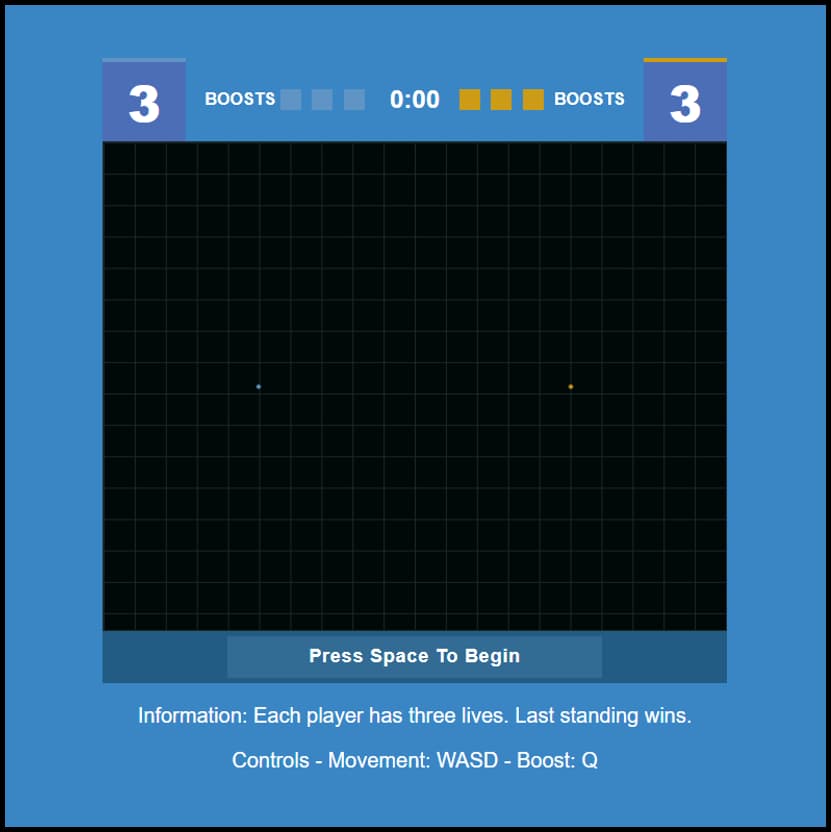 3 BOOSTS 0:00 BOOSTS 3
Press Space To Begin
Information: Each player has three lives. Last standing wins.
Controls - Movement: WASD - Boost: Q